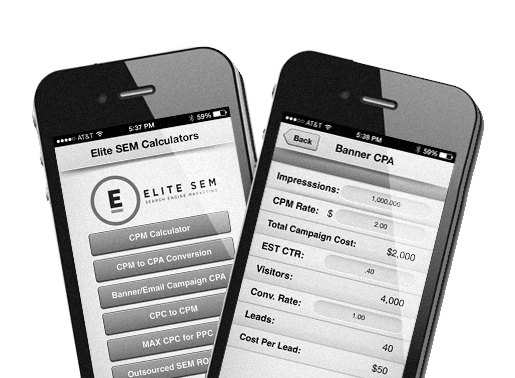 AT&T 5:37 PM 59%
Elite SEM Calculators
E ELITE SEM
SEARCH ENGINE MARKETING
CPM Calculator
CPM to CPA Conversion
Banner/Email Campaign CPA
CPC to CPM
MAX CPC for PPC
Outsourced SEM RO
AT&T 5:38 PM 59%
Back Banner CPA
Impresssions: 1,000,000
CPM Rate: $ 2.00
Total Campaign Cost: $2,000
EST CTR: .40
Visitors: 4,000
Conv. Rate: 1.00
Leads: 40
Cost Per Lead: $50